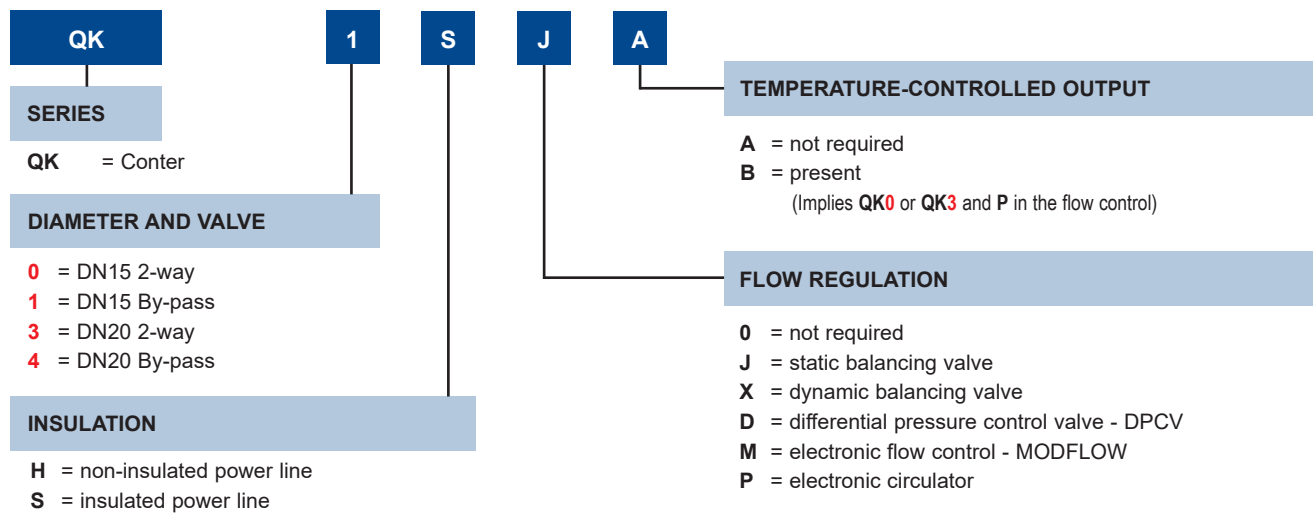 QK 1 S J A
SERIES
QK = Conter
DIAMETER AND VALVE
0 = DN15 2-way
1 = DN15 By-pass
3 = DN20 2-way
4 = DN20 By-pass
INSULATION
H = non-insulated power line
S = insulated power line
TEMPERATURE-CONTROLLED OUTPUT
A = not required
B = present
(Implies QK0 or QK3 and P in the flow control)
FLOW REGULATION
0 = not required
J = static balancing valve
X = dynamic balancing valve
D = differential pressure control valve - DPCV
M = electronic flow control - MODFLOW
P = electronic circulator